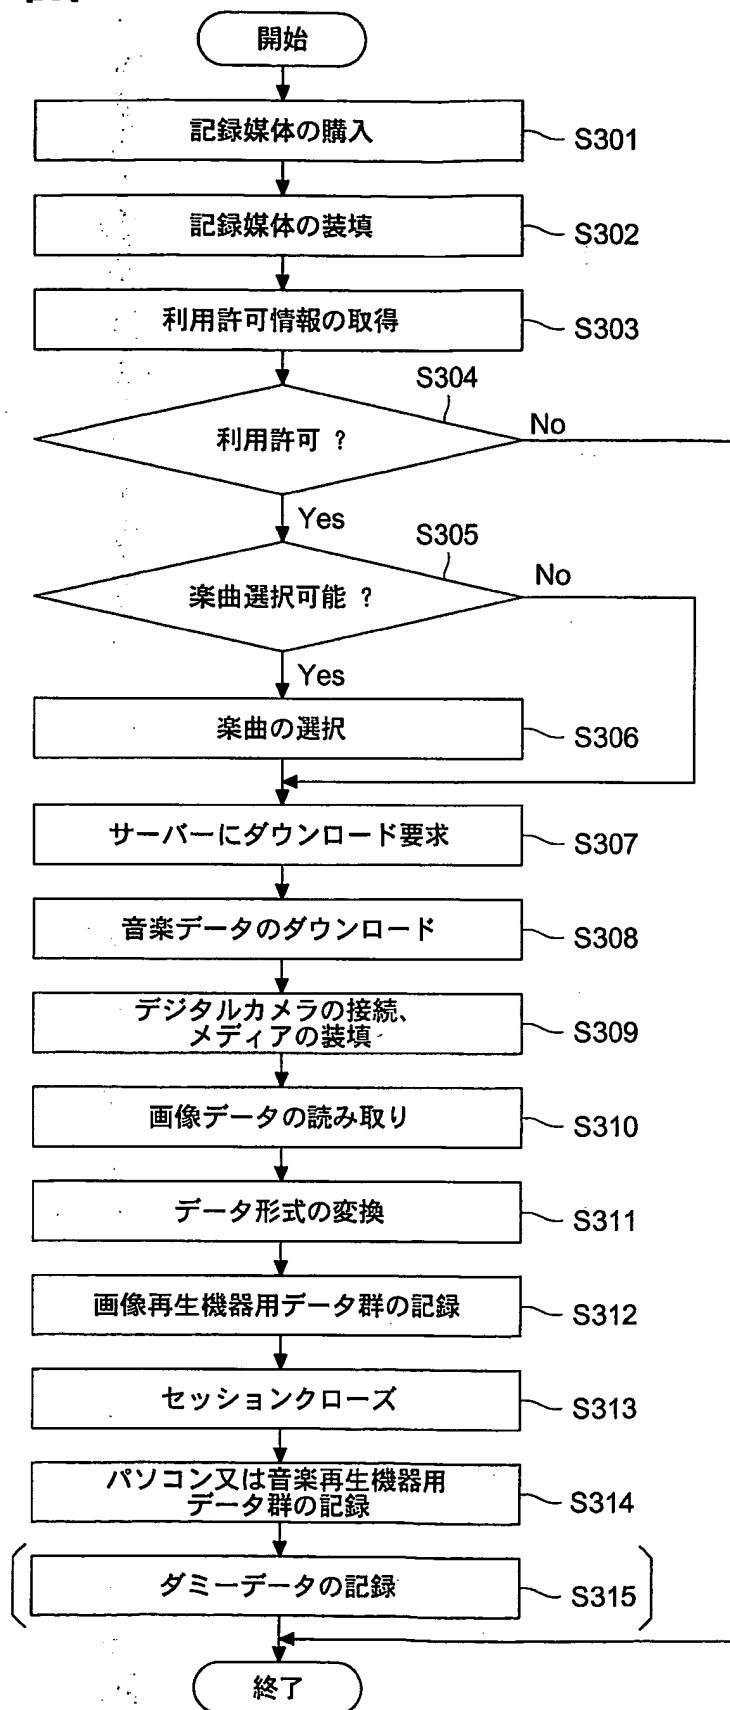 開始
記録媒体の購入
S301
記録媒体の装填
S302
利用許可情報の取得
S303
S304
利用許可 ?
No
Yes
S305
楽曲選択可能 ?
No
Yes
楽曲の選択
S306
サーバーにダウンロード要求
S307
音楽データのダウンロード
S308
デジタルカメラの接続、
メディアの装填
S309
画像データの読み取り
S310
データ形式の変換
S311
画像再生機器用データ群の記録
S312
セッションクローズ
S313
パソコン又は音楽再生機器用
データ群の記録
S314
ダミーデータの記録
S315
終了